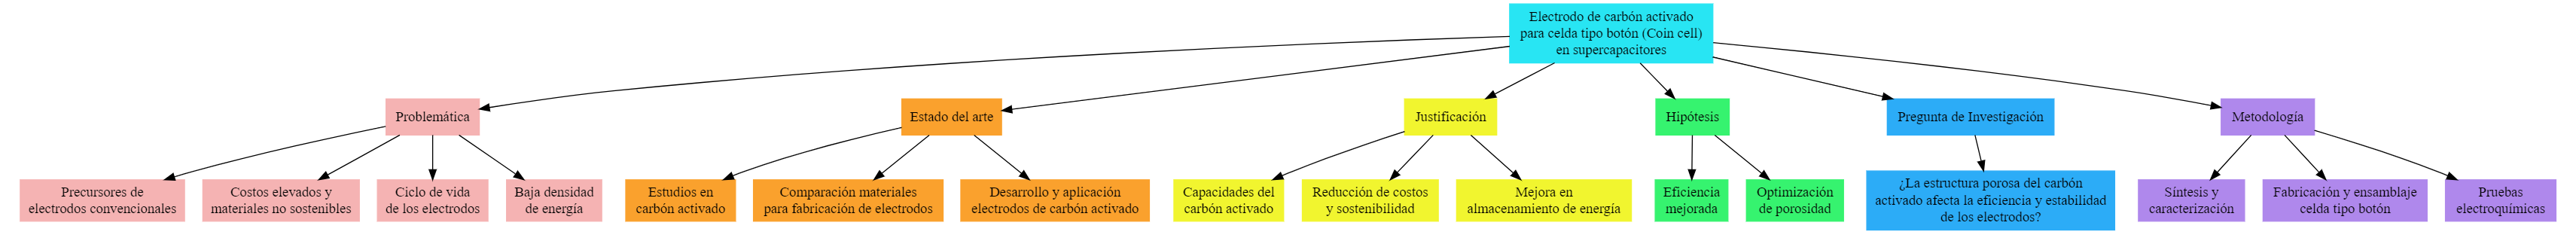 Electrodo de carbón activado
para celda tipo botón (Coin cell)
en supercapacitores
Problemática
Estado del arte
Justificación
Hipótesis
Pregunta de Investigación
Metodología
Precursores de
electrodos convencionales
Costos elevados y
materiales no sostenibles
Ciclo de vida
de los electrodos
Baja densidad
de energía
Estudios en
carbón activado
Comparación materiales
para fabricación de electrodos
Desarrollo y aplicación
electrodos de carbón activado
Capacidades del
carbón activado
Reducción de costos
y sostenibilidad
Mejora en
almacenamiento de energía
Eficiencia
mejorada
Optimización
de porosidad
¿La estructura porosa del carbón
activado afecta la eficiencia y estabilidad
de los electrodos?
Síntesis y
caracterización
Fabricación y ensamblaje
celda tipo botón
Pruebas
electroquímicas